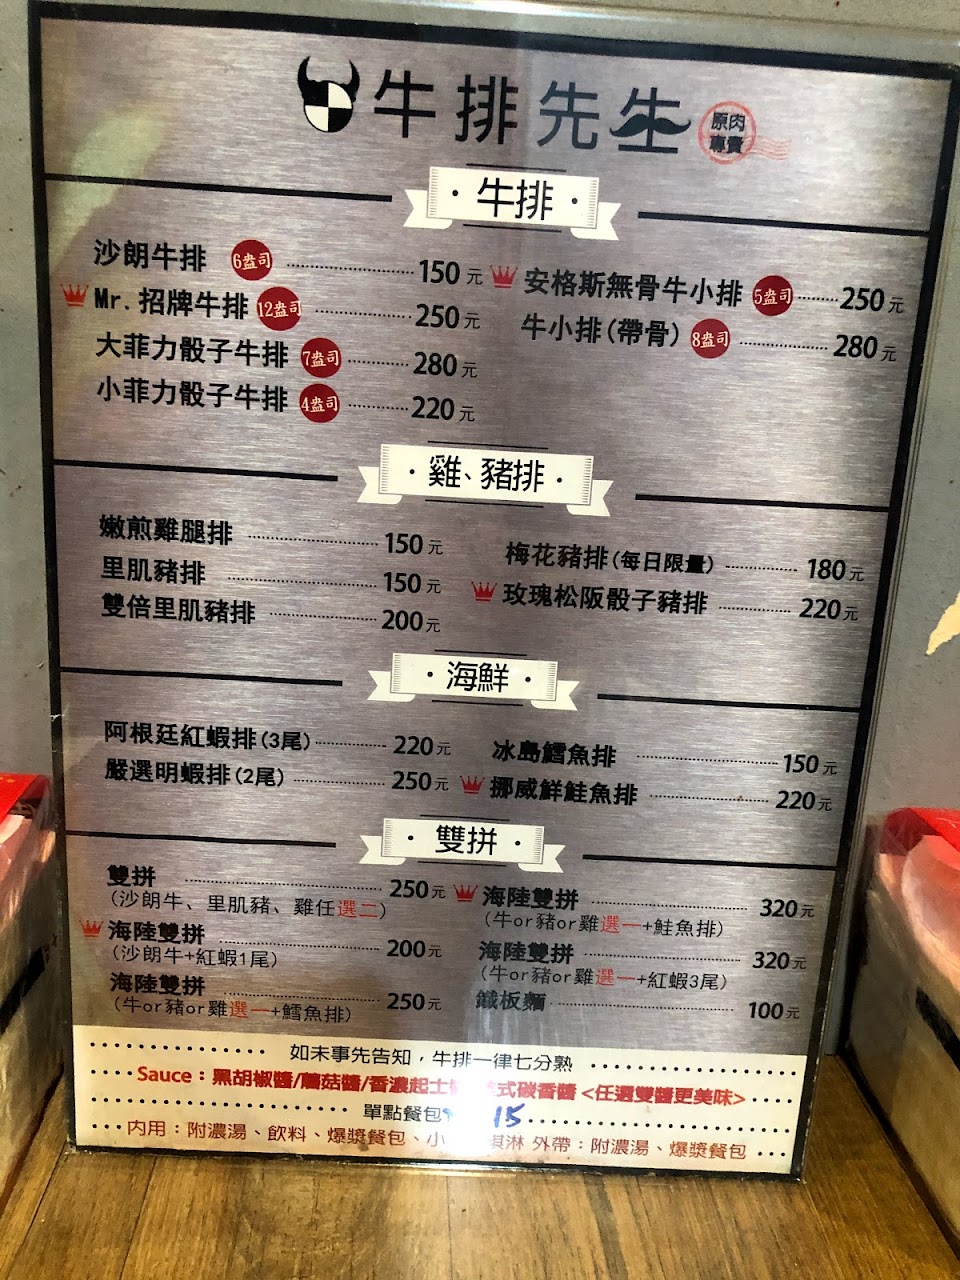 牛排先生
原肉
專賣
·牛排·
沙朗牛排 6盎司 150元
Mr.招牌牛排 12盎司 250元
大菲力骰子牛排 7盎司 280元
小菲力骰子牛排 4盎司 220元
安格斯無骨牛小排 5盎司 250元
牛小排(帶骨) 8盎司 280元
·雞、豬排·
嫩煎雞腿排 150元
里肌豬排 150元
雙倍里肌豬排 200元
梅花豬排(每日限量) 180元
玫瑰松阪骰子豬排 220元
·海鮮·
阿根廷紅蝦排(3尾) 220元
嚴選明蝦排(2尾) 250元
冰島鱈魚排 150元
挪威鮮鮭魚排 220元
·雙拼·
雙拼 250元
(沙朗牛、里肌豬、雞任選二)
海陸雙拼 200元
(沙朗牛+紅蝦1尾)
海陸雙拼 250元
(牛or豬or雞選一+鱈魚排)
海陸雙拼 320元
(牛or豬or雞選一+鮭魚排)
海陸雙拼 320元
(牛or豬or雞選一+紅蝦3尾)
鐵板麵 100元
如未事先告知，牛排一律七分熟
Sauce：黑胡椒醬/蘑菇醬/香濃起士 式碳香醬 <任選雙醬更美味>
單點餐包 15
內用：附濃湯、飲料、爆漿餐包、小 淇淋 外帶：附濃湯、爆漿餐包